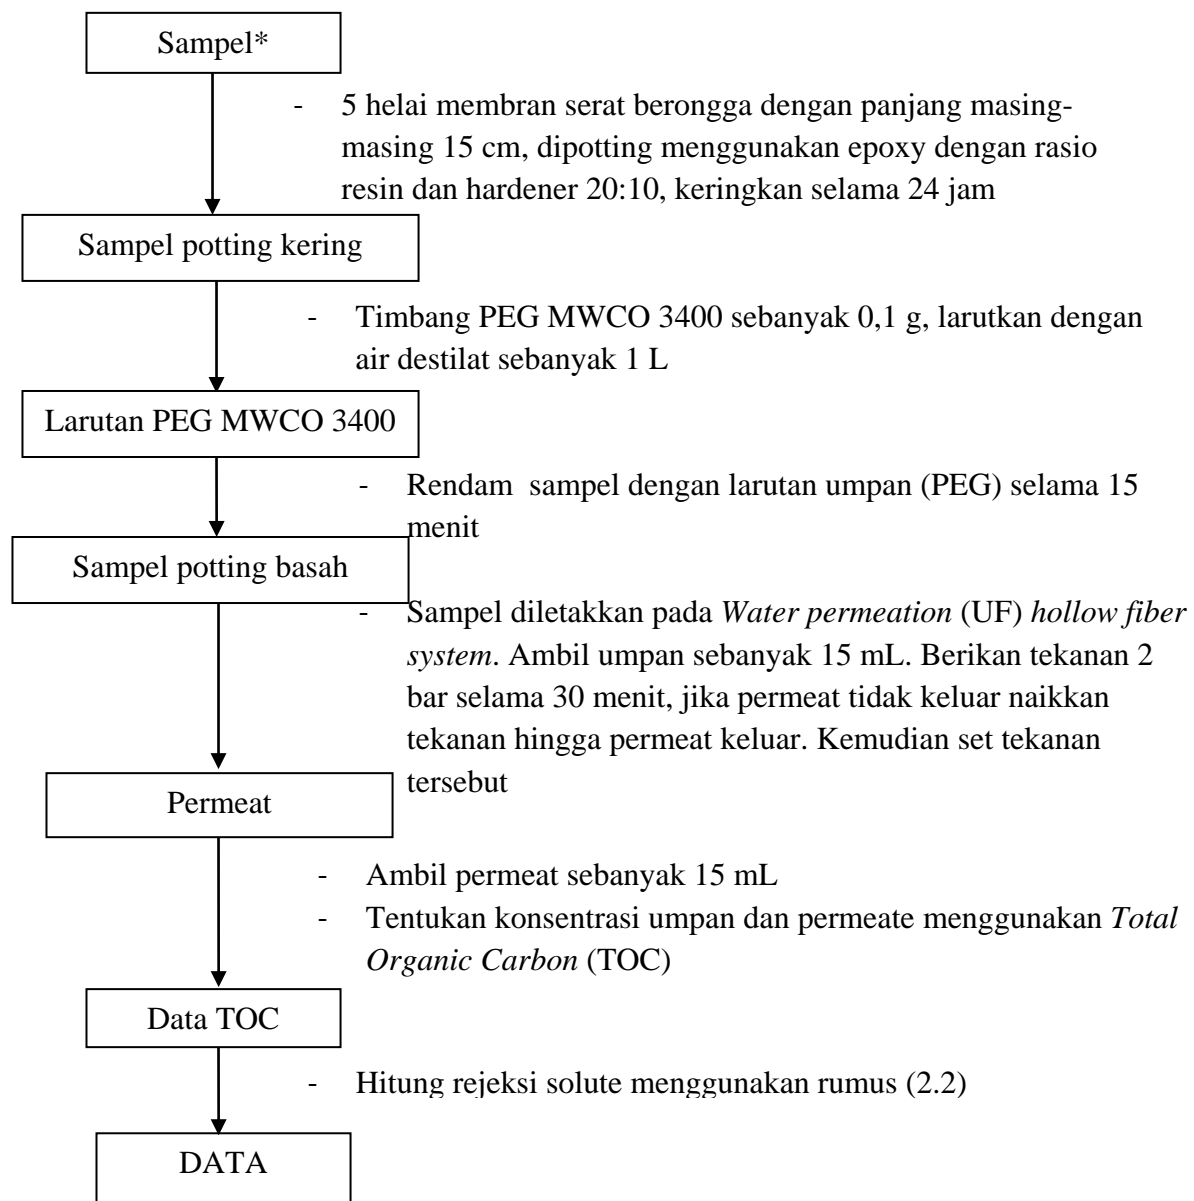 Sampel*
- 5 helai membran serat berongga dengan panjang masing-
masing 15 cm, dipotting menggunakan epoxy dengan rasio
resin dan hardener 20:10, keringkan selama 24 jam
Sampel potting kering
- Timbang PEG MWCO 3400 sebanyak 0,1 g, larutkan dengan
air destilat sebanyak 1 L
Larutan PEG MWCO 3400
- Rendam sampel dengan larutan umpan (PEG) selama 15
menit
Sampel potting basah
- Sampel diletakkan pada Water permeation (UF) hollow fiber
system. Ambil umpan sebanyak 15 mL. Berikan tekanan 2
bar selama 30 menit, jika permeat tidak keluar naikkan
tekanan hingga permeat keluar. Kemudian set tekanan
tersebut
Permeat
- Ambil permeat sebanyak 15 mL
- Tentukan konsentrasi umpan dan permeate menggunakan Total
Organic Carbon (TOC)
Data TOC
- Hitung rejeksi solute menggunakan rumus (2.2)
DATA